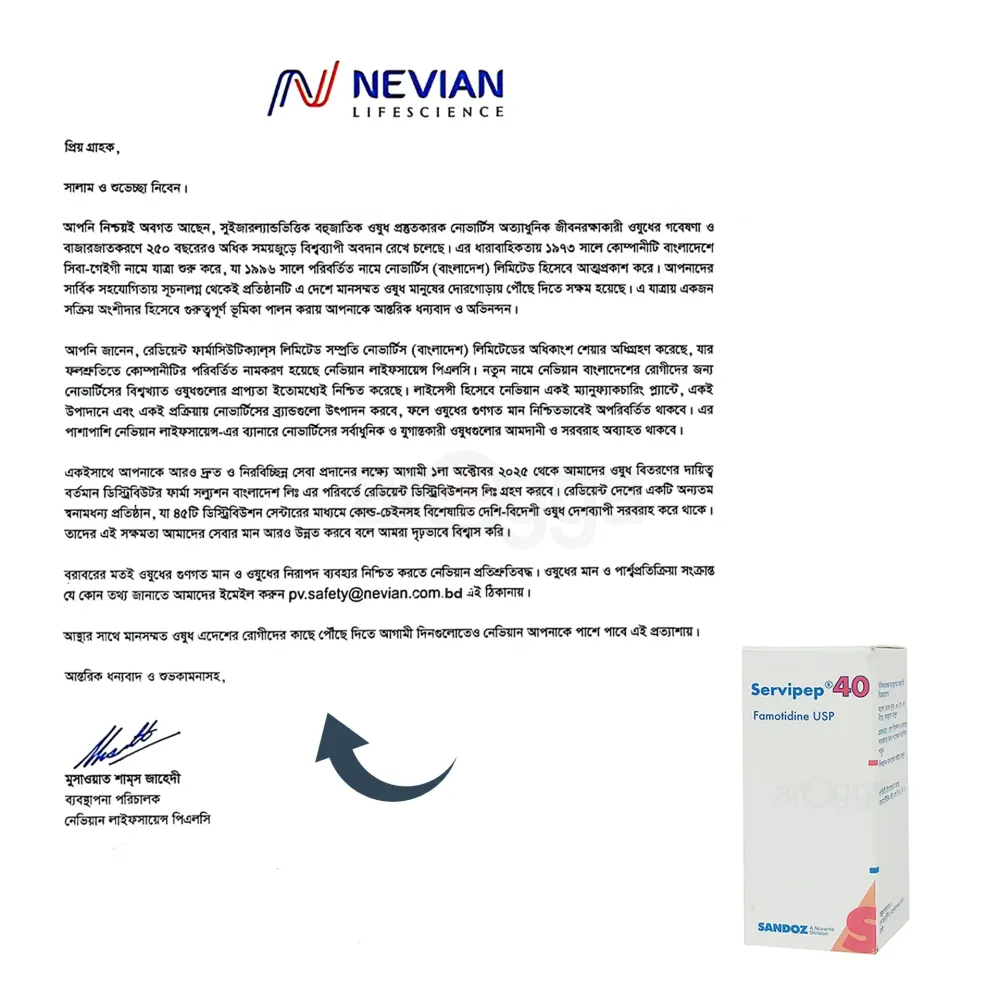 NEVIAN
LIFESCIENCE
প্রিয় গ্রাহক,
সালাম ও শুভেচ্ছা নিবেন।
আপনি নিশ্চয়ই অবগত আছেন, সুইজারল্যান্ডভিত্তিক বহুজাতিক ওষুধ প্রস্তুতকারক নোভার্টিস অত্যাধুনিক জীবনরক্ষাকারী ওষুধের গবেষণা ও
বাজারজাতকরণে ২৫০ বছরেরও অধিক সময়জুড়ে বিশ্বব্যাপী অবদান রেখে চলেছে। এর ধারাবাহিকতায় ১৯৭৩ সালে কোম্পানীটি বাংলাদেশে
সিবা-গেইগী নামে যাত্রা শুরু করে, যা ১৯৯৬ সালে পরিবর্তিত নামে নোভার্টিস (বাংলাদেশ) লিমিটেড হিসেবে আত্মপ্রকাশ করে। আপনাদের
সার্বিক সহযোগিতায় সূচনালগ্ন থেকেই প্রতিষ্ঠানটি এ দেশে মানসম্মত ওষুধ মানুষের দোরগোড়ায় পৌঁছে দিতে সক্ষম হয়েছে। এ যাত্রায় একজন
সক্রিয় অংশীদার হিসেবে গুরুত্বপূর্ণ ভূমিকা পালন করায় আপনাকে আন্তরিক ধন্যবাদ ও অভিনন্দন।
আপনি জানেন, রেডিয়েন্ট ফার্মাসিউটিক্যাল্স লিমিটেড সম্প্রতি নোভার্টিস (বাংলাদেশ) লিমিটেডের অধিকাংশ শেয়ার অধিগ্রহণ করেছে, যার
ফলশ্রুতিতে কোম্পানীটির পরিবর্তিত নামকরণ হয়েছে নেভিয়ান লাইফসায়েন্স পিএলসি। নতুন নামে নেভিয়ান বাংলাদেশের রোগীদের জন্য
নোভার্টিসের বিশ্বখ্যাত ওষুধগুলোর প্রাপ্যতা ইতোমধ্যেই নিশ্চিত করেছে। লাইসেন্সী হিসেবে নেভিয়ান একই ম্যানুফ্যাকচারিং প্ল্যান্টে, একই
উপাদানে এবং একই প্রক্রিয়ায় নোভার্টিসের ব্র্যান্ডগুলো উৎপাদন করবে, ফলে ওষুধের গুণগত মান নিশ্চিতভাবেই অপরিবর্তিত থাকবে। এর
পাশাপাশি নেভিয়ান লাইফসায়েন্স-এর ব্যানারে নোভার্টিসের সর্বাধুনিক ও যুগান্তকারী ওষুধগুলোর আমদানী ও সরবরাহ অব্যাহত থাকবে।
একইসাথে আপনাকে আরও দ্রুত ও নিরবিচ্ছিন্ন সেবা প্রদানের লক্ষ্যে আগামী ১লা অক্টোবর ২০২৫ থেকে আমাদের ওষুধ বিতরণের দায়িত্ব
বর্তমান ডিস্ট্রিবিউটর ফার্মা সল্যুশন বাংলাদেশ লিঃ এর পরিবর্তে রেডিয়েন্ট ডিস্ট্রিবিউশনস লিঃ গ্রহণ করবে। রেডিয়েন্ট দেশের একটি অন্যতম
স্বনামধন্য প্রতিষ্ঠান, যা ৪৫টি ডিস্ট্রিবিউশন সেন্টারের মাধ্যমে কোল্ড-চেইনসহ বিশেষায়িত দেশি-বিদেশী ওষুধ দেশব্যাপী সরবরাহ করে থাকে।
তাদের এই সক্ষমতা আমাদের সেবার মান আরও উন্নত করবে বলে আমরা দৃঢ়ভাবে বিশ্বাস করি।
বরাবরের মতই ওষুধের গুণগত মান ও ওষুধের নিরাপদ ব্যবহার নিশ্চিত করতে নেভিয়ান প্রতিশ্রুতিবদ্ধ। ওষুধের মান ও পার্শ্বপ্রতিক্রিয়া সংক্রান্ত
যে কোন তথ্য জানাতে আমাদের ইমেইল করুন pv.safety@nevian.com.bd এই ঠিকানায়।
আস্থার সাথে মানসম্মত ওষুধ এদেশের রোগীদের কাছে পৌঁছে দিতে আগামী দিনগুলোতেও নেভিয়ান আপনাকে পাশে পাবে এই প্রত্যাশায়।
আন্তরিক ধন্যবাদ ও শুভকামনাসহ,
মুসাওয়াত শাম্‌স জাহেদী
ব্যবস্থাপনা পরিচালক
নেভিয়ান লাইফসায়েন্স পিএলসি
Servipep® 40
Famotidine USP
SANDOZ A Novartis Division
arogga